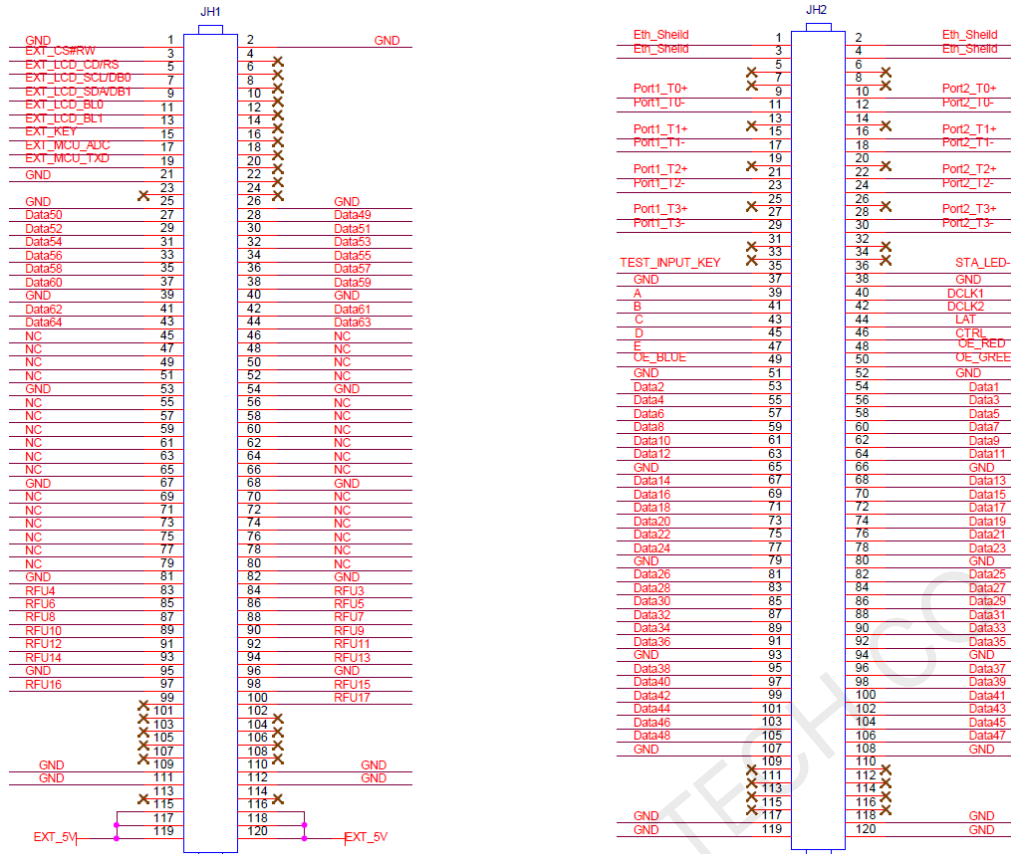 JH1
GND 1 2 GND
EXT_CS#RW 3 4
EXT_LCD_CD/RS 5 6
EXT_LCD_SCL/DB0 7 8
EXT_LCD_SDA/DB1 9 10
EXT_LCD_BL0 11 12
EXT_LCD_BL1 13 14
EXT_KEY 15 16
EXT_MCU_ADC 17 18
EXT_MCU_TXD 19 20
GND 21 22
23 24
GND 25 26 GND
Data50 27 28 Data49
Data52 29 30 Data51
Data54 31 32 Data53
Data56 33 34 Data55
Data58 35 36 Data57
Data60 37 38 Data59
GND 39 40 GND
Data62 41 42 Data61
Data64 43 44 Data63
NC 45 46 NC
NC 47 48 NC
NC 49 50 NC
NC 51 52 NC
GND 53 54 GND
NC 55 56 NC
NC 57 58 NC
NC 59 60 NC
NC 61 62 NC
NC 63 64 NC
NC 65 66 NC
GND 67 68 GND
NC 69 70 NC
NC 71 72 NC
NC 73 74 NC
NC 75 76 NC
NC 77 78 NC
NC 79 80 NC
GND 81 82 GND
RFU4 83 84 RFU3
RFU6 85 86 RFU5
RFU8 87 88 RFU7
RFU10 89 90 RFU9
RFU12 91 92 RFU11
RFU14 93 94 RFU13
GND 95 96 GND
RFU16 97 98 RFU15
99 100 RFU17
101 102
103 104
105 106
107 108
GND 109 110 GND
GND 111 112 GND
113 114
115 116
117 118
EXT_5V 119 120 EXT_5V
JH2
Eth_Sheild 1 2 Eth_Sheild
Eth_Sheild 3 4 Eth_Sheild
5 6
7 8
Port1_T0+ 9 10 Port2_T0+
Port1_T0- 11 12 Port2_T0-
13 14
Port1_T1+ 15 16 Port2_T1+
Port1_T1- 17 18 Port2_T1-
19 20
Port1_T2+ 21 22 Port2_T2+
Port1_T2- 23 24 Port2_T2-
25 26
Port1_T3+ 27 28 Port2_T3+
Port1_T3- 29 30 Port2_T3-
31 32
33 34
TEST_INPUT_KEY 35 36 STA_LED-
GND 37 38 GND
A 39 40 DCLK1
B 41 42 DCLK2
C 43 44 LAT
D 45 46 CTRL
E 47 48 OE_RED
OE_BLUE 49 50 OE_GREE
GND 51 52 GND
Data2 53 54 Data1
Data4 55 56 Data3
Data6 57 58 Data5
Data8 59 60 Data7
Data10 61 62 Data9
Data12 63 64 Data11
GND 65 66 GND
Data14 67 68 Data13
Data16 69 70 Data15
Data18 71 72 Data17
Data20 73 74 Data19
Data22 75 76 Data21
Data24 77 78 Data23
GND 79 80 GND
Data26 81 82 Data25
Data28 83 84 Data27
Data30 85 86 Data29
Data32 87 88 Data31
Data34 89 90 Data33
Data36 91 92 Data35
GND 93 94 GND
Data38 95 96 Data37
Data40 97 98 Data39
Data42 99 100 Data41
Data44 101 102 Data43
Data46 103 104 Data45
Data48 105 106 Data47
GND 107 108 GND
109 110
111 112
113 114
115 116
GND 117 118 GND
GND 119 120 GND
TECH CO